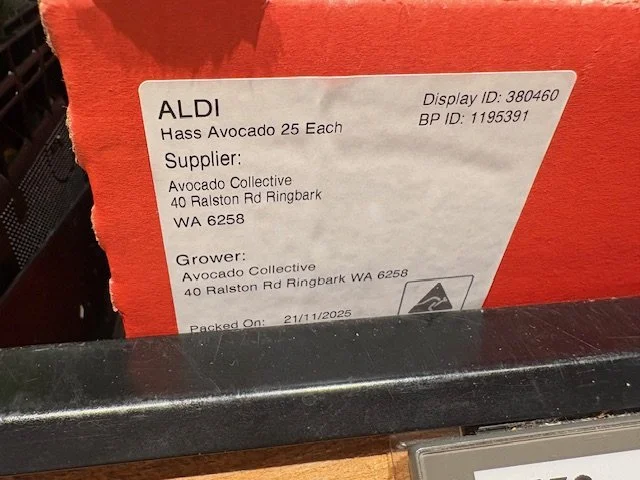 ALDI
Hass Avocado 25 Each
Display ID: 380460
BP ID: 1195391
Supplier:
Avocado Collective
40 Ralston Rd Ringbark
WA 6258
Grower:
Avocado Collective
40 Ralston Rd Ringbark WA 6258
Packed On: 21/11/2025